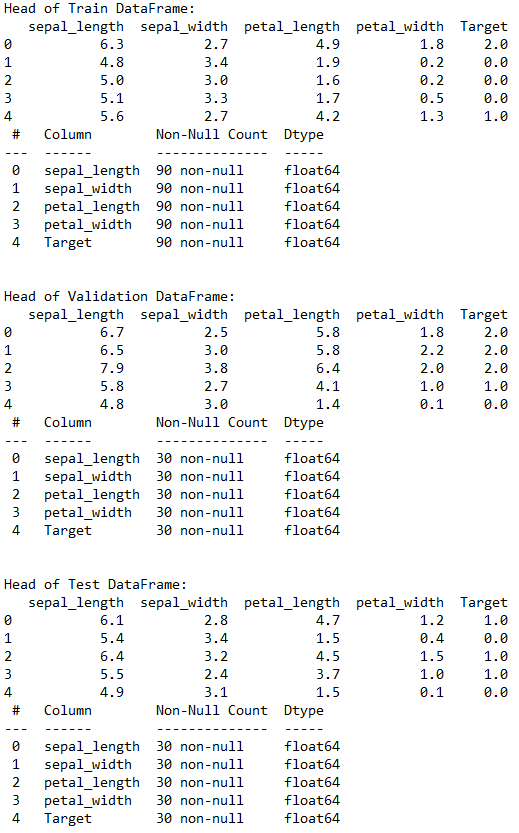 Head of Train DataFrame:
   sepal_length  sepal_width  petal_length  petal_width  Target
0           6.3          2.7           4.9          1.8     2.0
1           4.8          3.4           1.9          0.2     0.0
2           5.0          3.0           1.6          0.2     0.0
3           5.1          3.3           1.7          0.5     0.0
4           5.6          2.7           4.2          1.3     1.0
 #   Column        Non-Null Count  Dtype
---  ------        --------------  -----
 0   sepal_length  90 non-null     float64
 1   sepal_width   90 non-null     float64
 2   petal_length  90 non-null     float64
 3   petal_width   90 non-null     float64
 4   Target        90 non-null     float64
Head of Validation DataFrame:
   sepal_length  sepal_width  petal_length  petal_width  Target
0           6.7          2.5           5.8          1.8     2.0
1           6.5          3.0           5.8          2.2     2.0
2           7.9          3.8           6.4          2.0     2.0
3           5.8          2.7           4.1          1.0     1.0
4           4.8          3.0           1.4          0.1     0.0
 #   Column        Non-Null Count  Dtype
---  ------        --------------  -----
 0   sepal_length  30 non-null     float64
 1   sepal_width   30 non-null     float64
 2   petal_length  30 non-null     float64
 3   petal_width   30 non-null     float64
 4   Target        30 non-null     float64
Head of Test DataFrame:
   sepal_length  sepal_width  petal_length  petal_width  Target
0           6.1          2.8           4.7          1.2     1.0
1           5.4          3.4           1.5          0.4     0.0
2           6.4          3.2           4.5          1.5     1.0
3           5.5          2.4           3.7          1.0     1.0
4           4.9          3.1           1.5          0.1     0.0
 #   Column        Non-Null Count  Dtype
---  ------        --------------  -----
 0   sepal_length  30 non-null     float64
 1   sepal_width   30 non-null     float64
 2   petal_length  30 non-null     float64
 3   petal_width   30 non-null     float64
 4   Target        30 non-null     float64